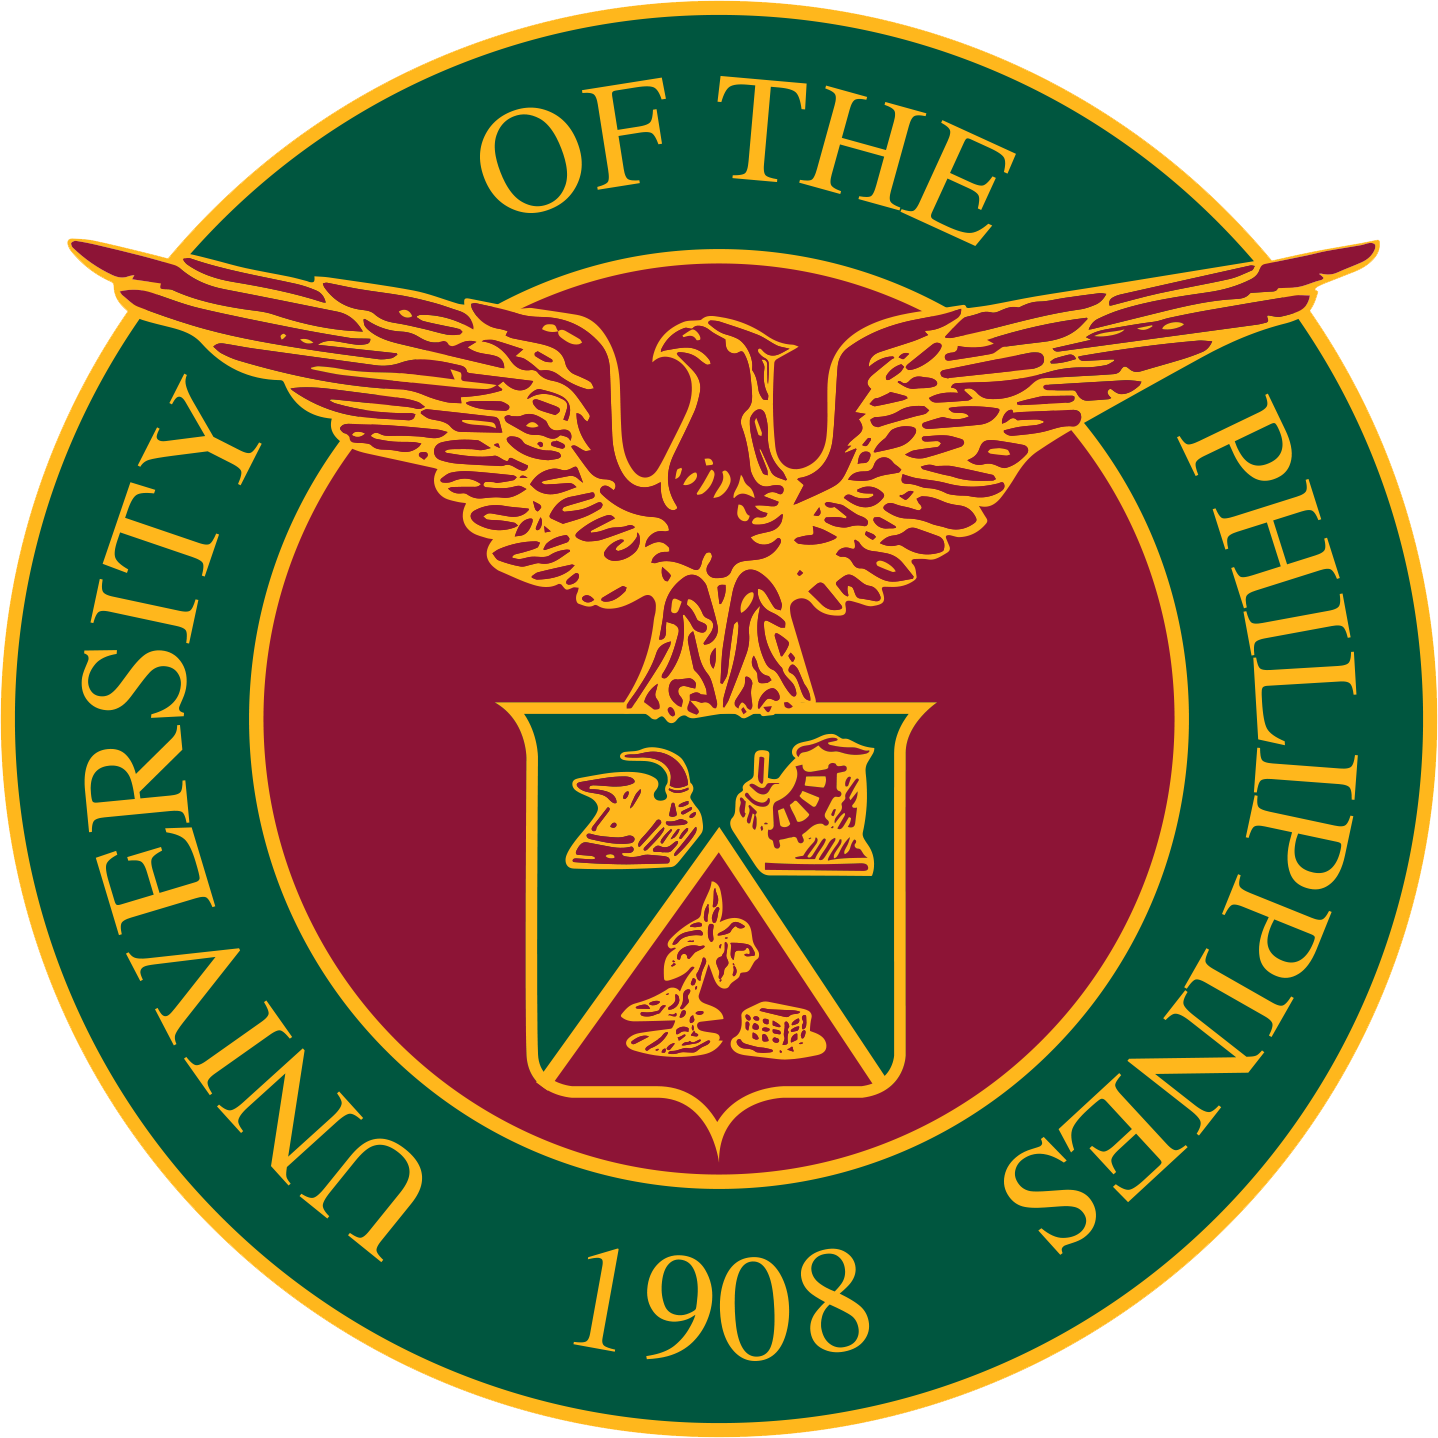 UNIVERSITY
OF THE
PHILIPPINES
1908